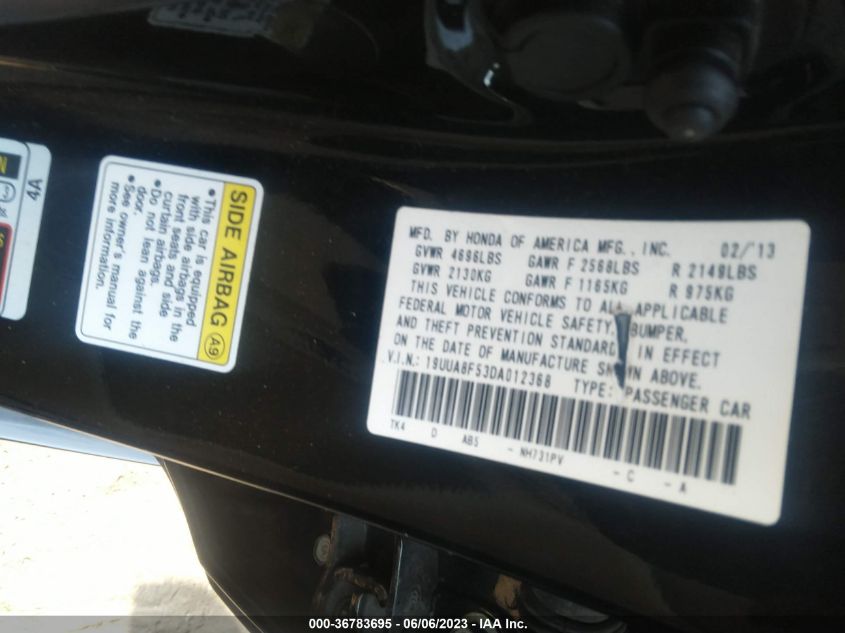 4A
SIDE AIRBAG A9
•This car is equipped
with side airbags in the
front seats and side
curtain airbags.
•Do not lean against the
door.
•See owner's manual for
more information.
MFD. BY HONDA OF AMERICA MFG., INC. 02/'13
GVWR 4696LBS GAWR F 2568LBS R 2149LBS
GVWR 2130KG GAWR F 1165KG R 975KG
THIS VEHICLE CONFORMS TO ALL APPLICABLE
FEDERAL MOTOR VEHICLE SAFETY, BUMPER,
AND THEFT PREVENTION STANDARD IN EFFECT
ON THE DATE OF MANUFACTURE SHOWN ABOVE.
V.I.N.: 19UUA8F53DA012368 TYPE: PASSENGER CAR
TK4 D AB5 - NH731PV - C - A
000-36783695 - 06/06/2023 - IAA Inc.